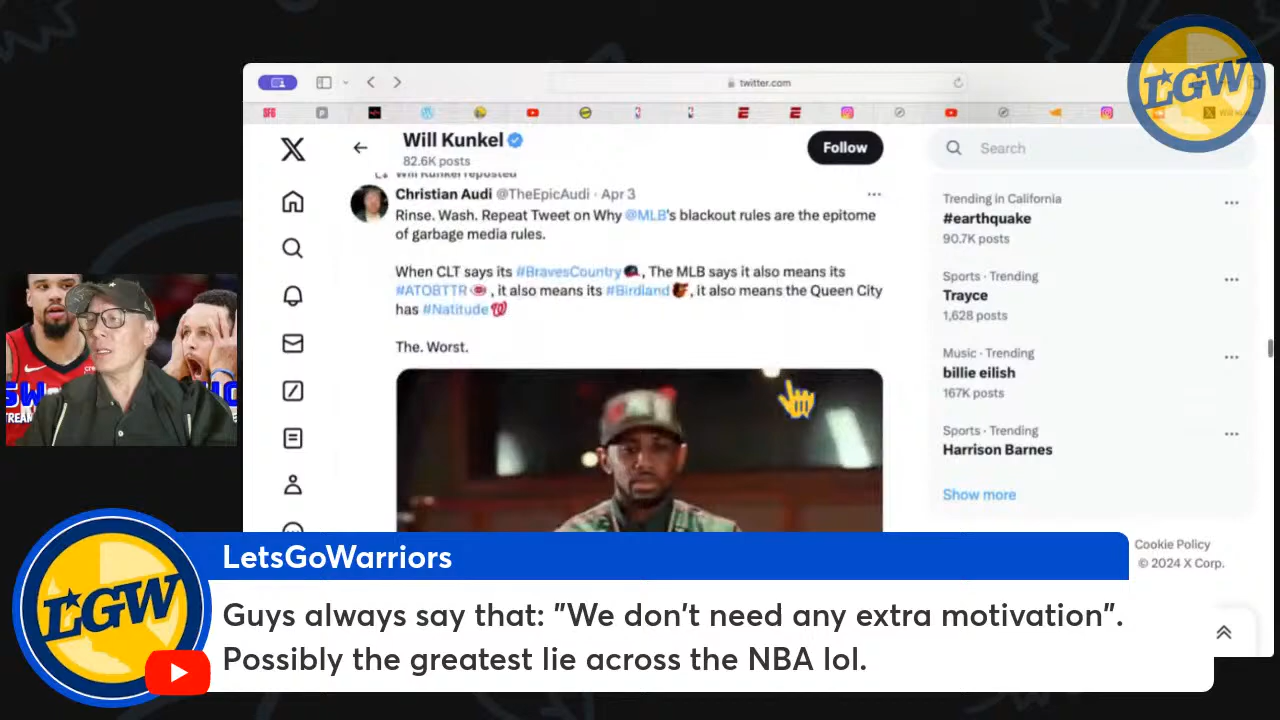 LGW
twitter.com
Will Kunkel
82.6K posts
Follow
Search
Will Kunkel reposted
Christian Audi @TheEpicAudi · Apr 3
Rinse. Wash. Repeat Tweet on Why @MLB's blackout rules are the epitome
of garbage media rules.
When CLT says its #BravesCountry, The MLB says it also means its
#ATOBTTR, it also means its #Birdland, it also means the Queen City
has #Natitude
The. Worst.
Trending in California
#earthquake
90.7K posts
Sports · Trending
Trayce
1,628 posts
Music · Trending
billie eilish
167K posts
Sports · Trending
Harrison Barnes
Show more
Cookie Policy
© 2024 X Corp.
LetsGoWarriors
LGW
Guys always say that: "We don't need any extra motivation".
Possibly the greatest lie across the NBA lol.